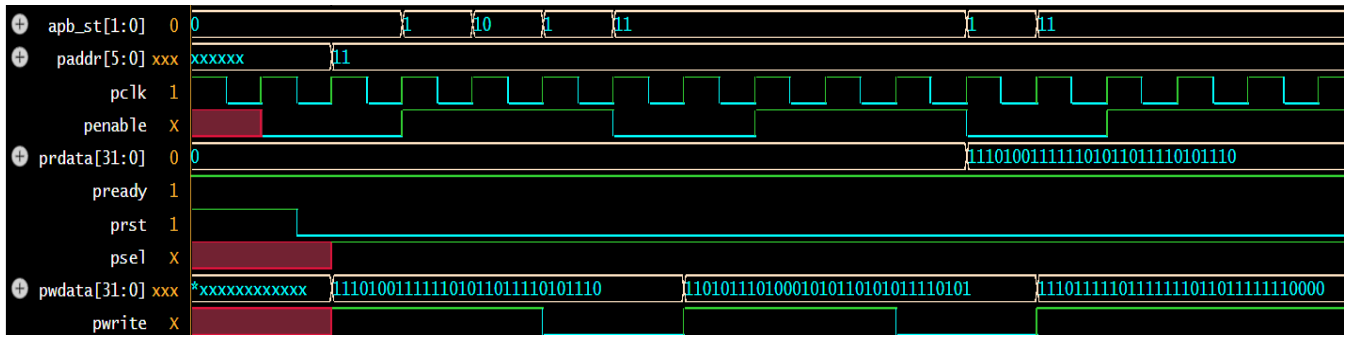 apb_st[1:0] 0 0 1 10 1 11 1 11
paddr[5:0] xxx xxxxxx 11
pclk 1
penable X
prdata[31:0] 0 0 111010011111101011011110101110
pready 1
prst 1
psel X
pwdata[31:0] xxx *xxxxxxxxxxxx 111010011111101011011110101110 11010111010001010110101011110101 11101111101111111011011111110000
pwrite X